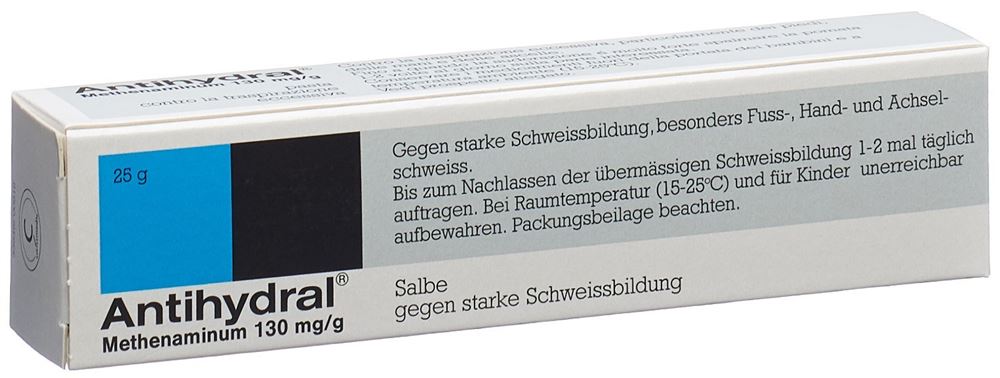 Antihydral®
Methenaminum 130 mg/g
contro la traspirazione
eccessiva
25 g
Gegen starke Schweissbildung, besonders Fuss-, Hand- und Achsel-
schweiss.
Bis zum Nachlassen der übermässigen Schweissbildung 1-2 mal täglich
auftragen. Bei Raumtemperatur (15-25°C) und für Kinder unerreichbar
aufbewahren. Packungsbeilage beachten.
Antihydral®
Methenaminum 130 mg/g
Salbe
gegen starke Schweissbildung